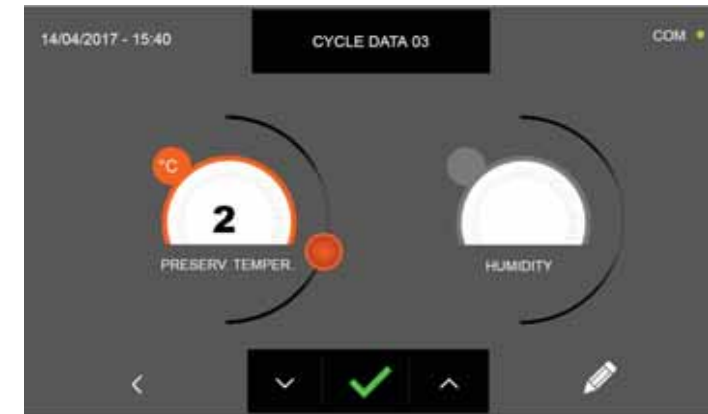 14/04/2017 - 15:40
CYCLE DATA 03
COM
°C
2
PRESERV. TEMPER.
HUMIDITY